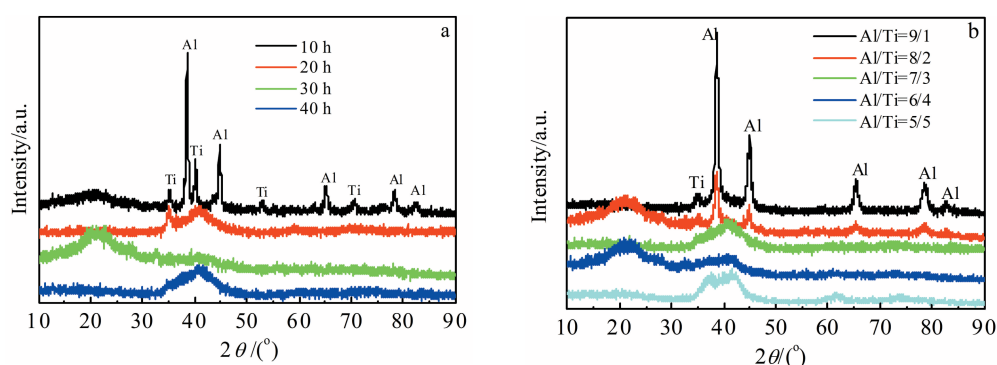 a
Al
Ti
Al
Ti
Ti
Al
Ti
Al
Al
10 h
20 h
30 h
40 h
Intensity/a.u.
10 20 30 40 50 60 70 80 90
2θ/(°)
b
Al
Al
Ti
Al
Al
Al
Al/Ti=9/1
Al/Ti=8/2
Al/Ti=7/3
Al/Ti=6/4
Al/Ti=5/5
Intensity/a.u.
10 20 30 40 50 60 70 80 90
2θ/(°)